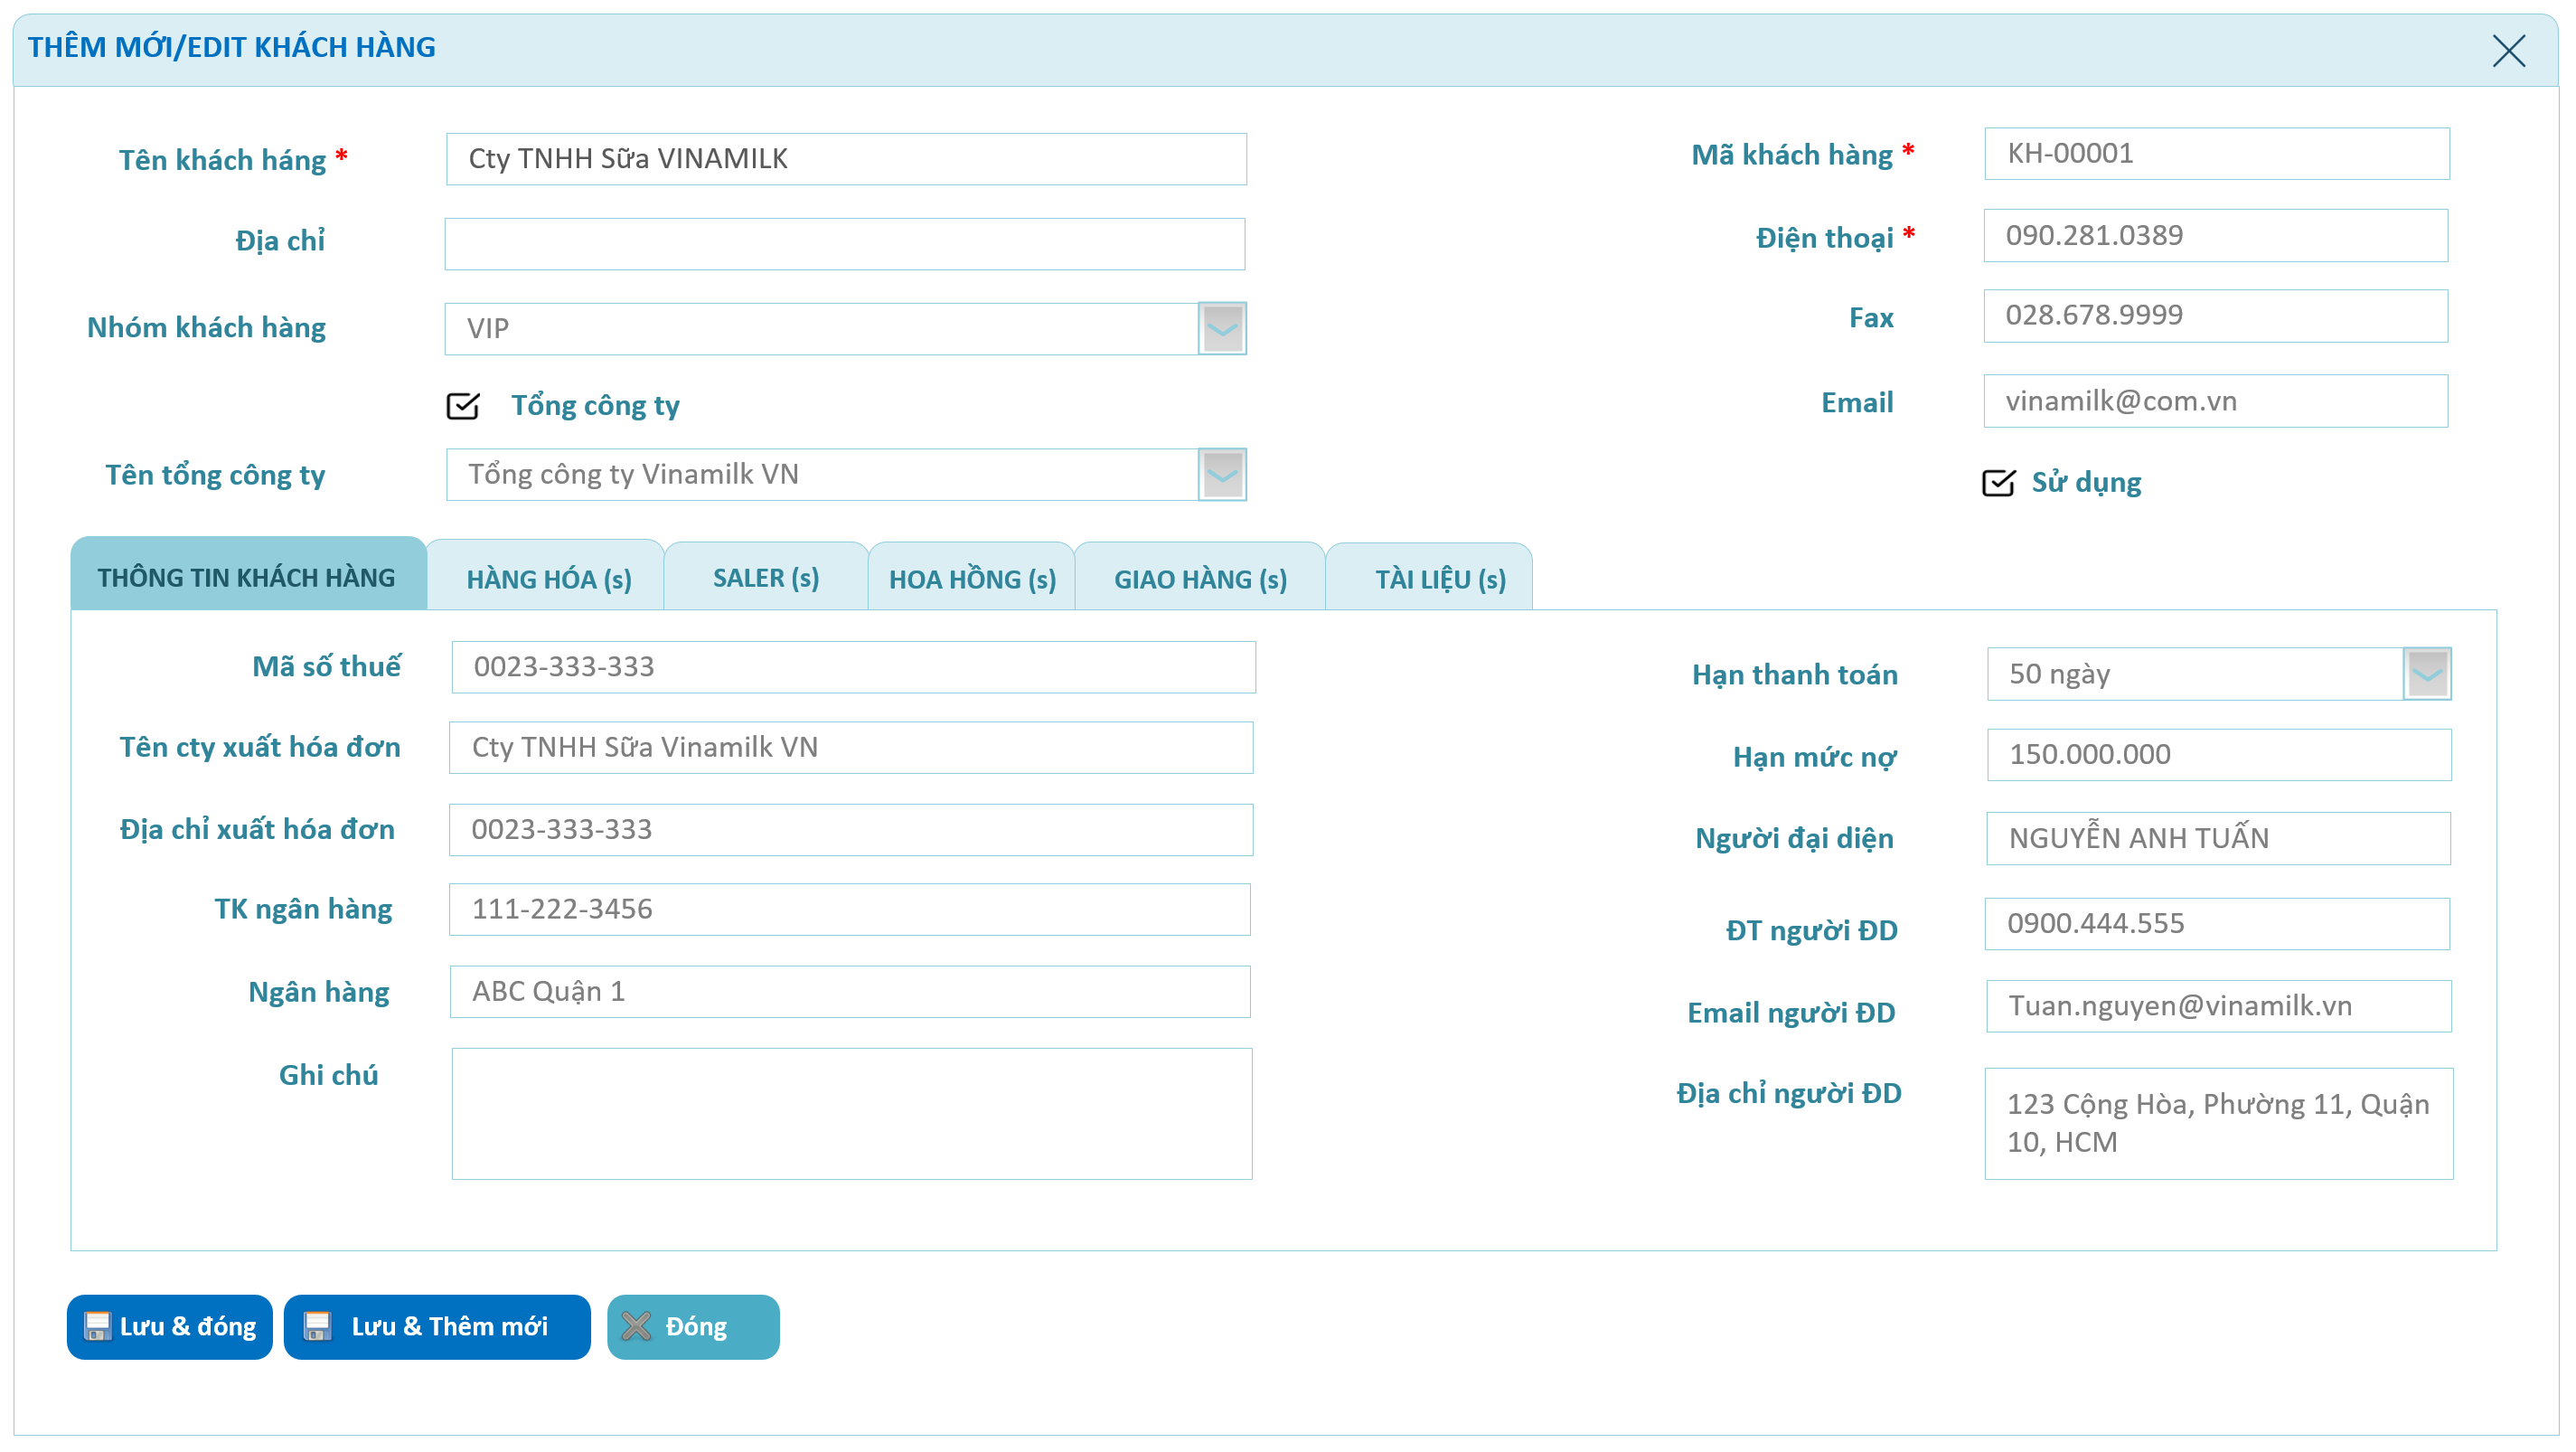 THÊM MỚI/EDIT KHÁCH HÀNG
Tên khách háng *
Cty TNHH Sữa VINAMILK
Mã khách hàng *
KH-00001
Địa chỉ
Điện thoại *
090.281.0389
Nhóm khách hàng
VIP
Fax
028.678.9999
Tổng công ty
Email
vinamilk@com.vn
Tên tổng công ty
Tổng công ty Vinamilk VN
Sử dụng
THÔNG TIN KHÁCH HÀNG
HÀNG HÓA (s)
SALER (s)
HOA HỒNG (s)
GIAO HÀNG (s)
TÀI LIỆU (s)
Mã số thuế
0023-333-333
Hạn thanh toán
50 ngày
Tên cty xuất hóa đơn
Cty TNHH Sữa Vinamilk VN
Hạn mức nợ
150.000.000
Địa chỉ xuất hóa đơn
0023-333-333
Người đại diện
NGUYỄN ANH TUẤN
TK ngân hàng
111-222-3456
ĐT người ĐD
0900.444.555
Ngân hàng
ABC Quận 1
Email người ĐD
Tuan.nguyen@vinamilk.vn
Ghi chú
Địa chỉ người ĐD
123 Cộng Hòa, Phường 11, Quận
10, HCM
Lưu & đóng
Lưu & Thêm mới
Đóng